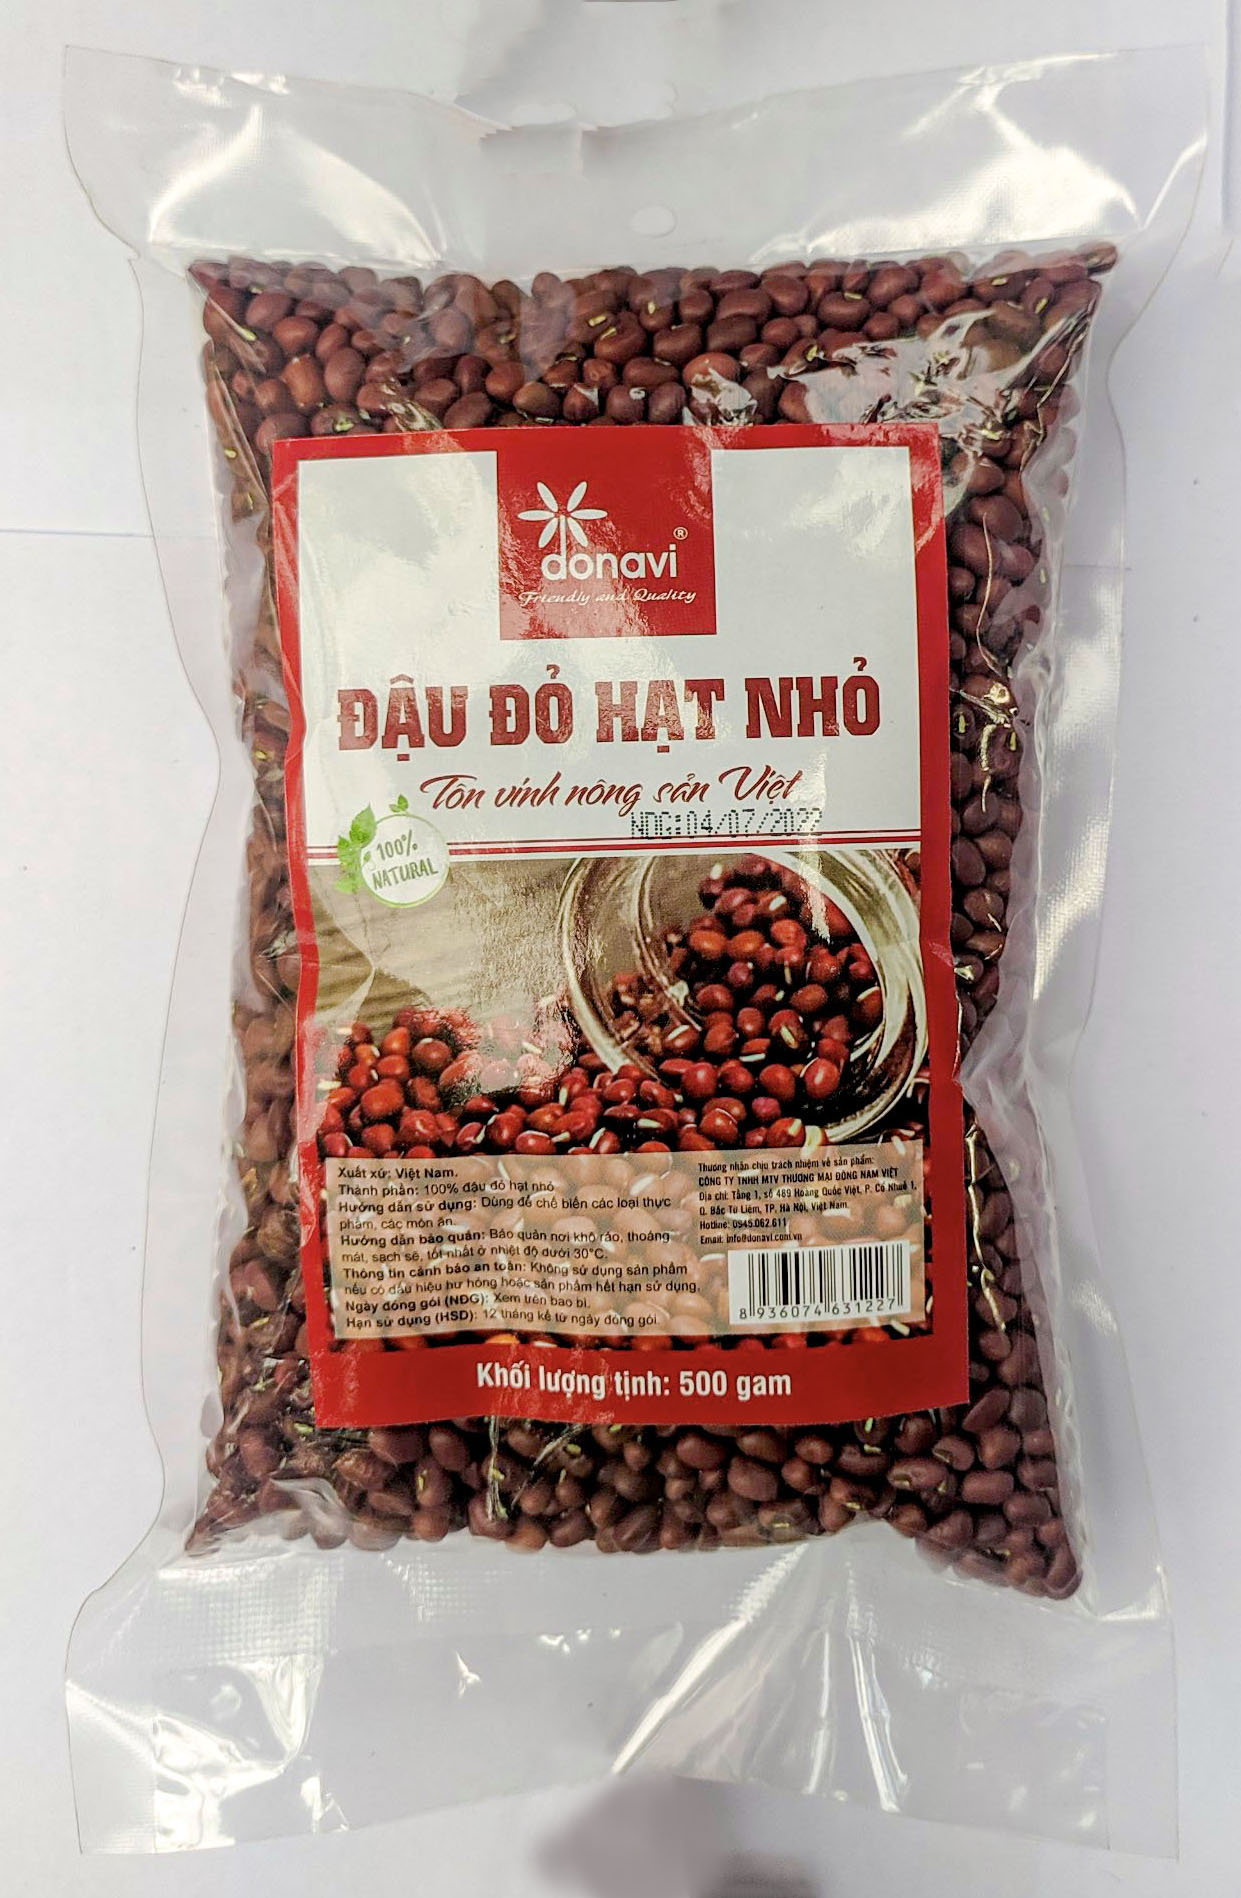 donavi®
Friendly and Quality
ĐẬU ĐỎ HẠT NHỎ
Tôn vinh nông sản Việt
NDG:04/07/2022
100%
NATURAL
Xuất xứ: Việt Nam.
Thành phần: 100% đậu đỏ hạt nhỏ
Hướng dẫn sử dụng: Dùng để chế biến các loại thực
phẩm, các món ăn.
Hướng dẫn bảo quản: Bảo quản nơi khô ráo, thoáng
mát, sạch sẽ, tốt nhất ở nhiệt độ dưới 30°C.
Thông tin cảnh báo an toàn: Không sử dụng sản phẩm
nếu có dấu hiệu hư hỏng hoặc sản phẩm hết hạn sử dụng.
Ngày đóng gói (NĐG): Xem trên bao bì.
Hạn sử dụng (HSD): 12 tháng kể từ ngày đóng gói.
Thương nhân chịu trách nhiệm về sản phẩm:
CÔNG TY TNHH MTV THƯƠNG MẠI ĐÔNG NAM VIỆT
Địa chỉ: Tầng 1, số 469 Hoàng Quốc Việt, P. Cổ Nhuế 1,
Q. Bắc Từ Liêm, TP. Hà Nội, Việt Nam
Hotline: 0945.062.611
Email: info@donavi.com.vn
8 936074 631227
Khối lượng tịnh: 500 gam